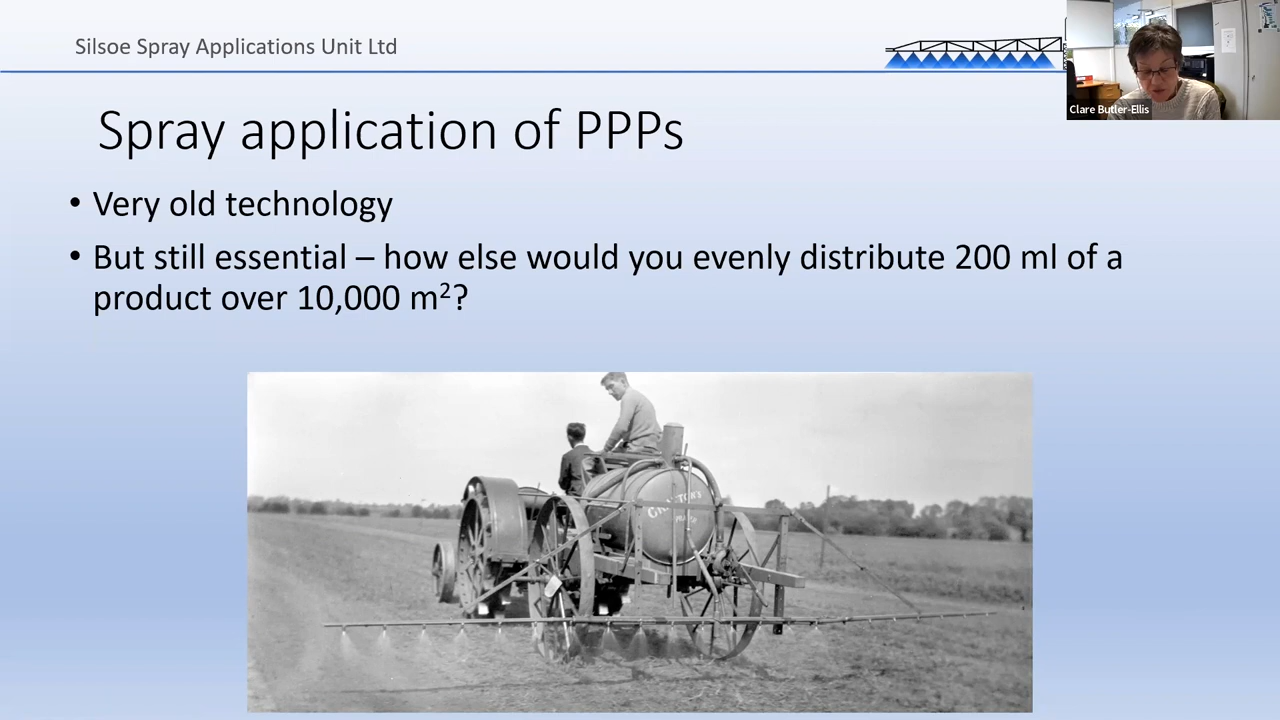 Silsoe Spray Applications Unit Ltd
Clare Butler-Ellis
Spray application of PPPs
• Very old technology
• But still essential – how else would you evenly distribute 200 ml of a
product over 10,000 m²?